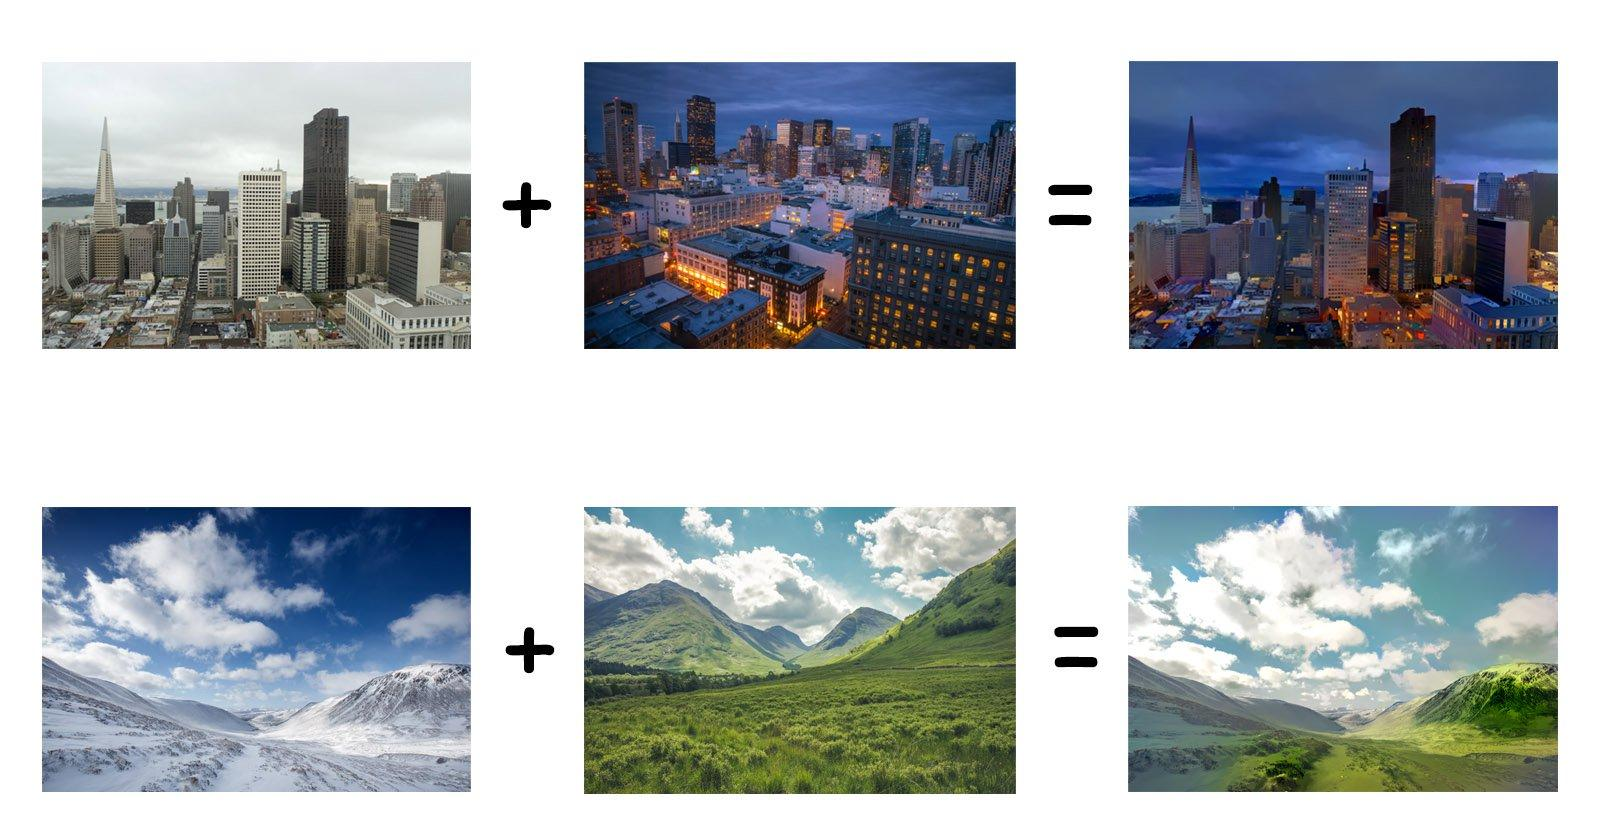 +
=
+
=